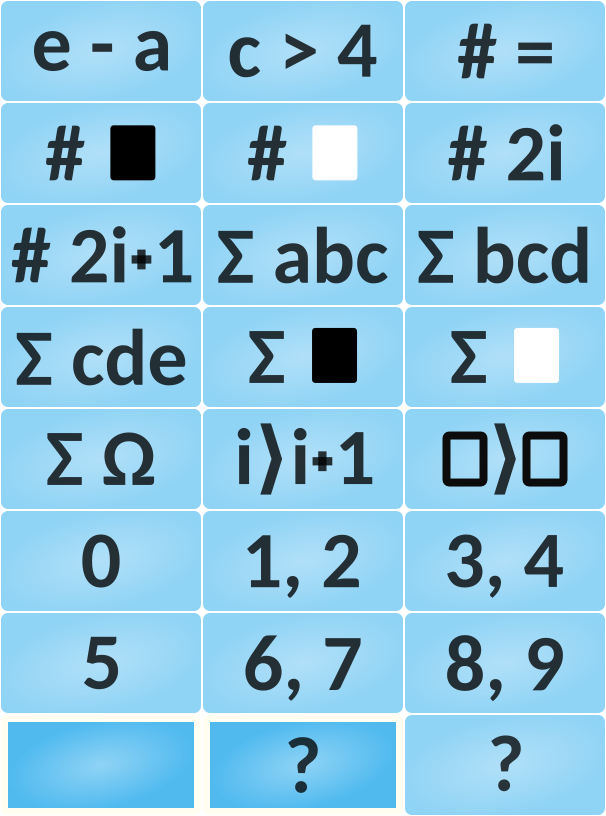 e - a c > 4 # =
# ■ # □ # 2i
# 2i+1 Σ abc Σ bcd
Σ cde Σ ■ Σ □
Σ Ω i⟩i+1 ▯⟩▯
0 1, 2 3, 4
5 6, 7 8, 9
? ?